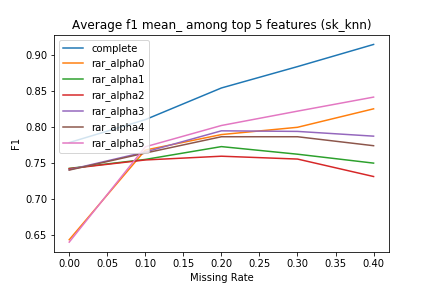 Average f1 mean_ among top 5 features (sk_knn)
complete
rar_alpha0
rar_alpha1
rar_alpha2
rar_alpha3
rar_alpha4
rar_alpha5
F1
0.90
0.85
0.80
0.75
0.70
0.65
0.00 0.05 0.10 0.15 0.20 0.25 0.30 0.35 0.40
Missing Rate